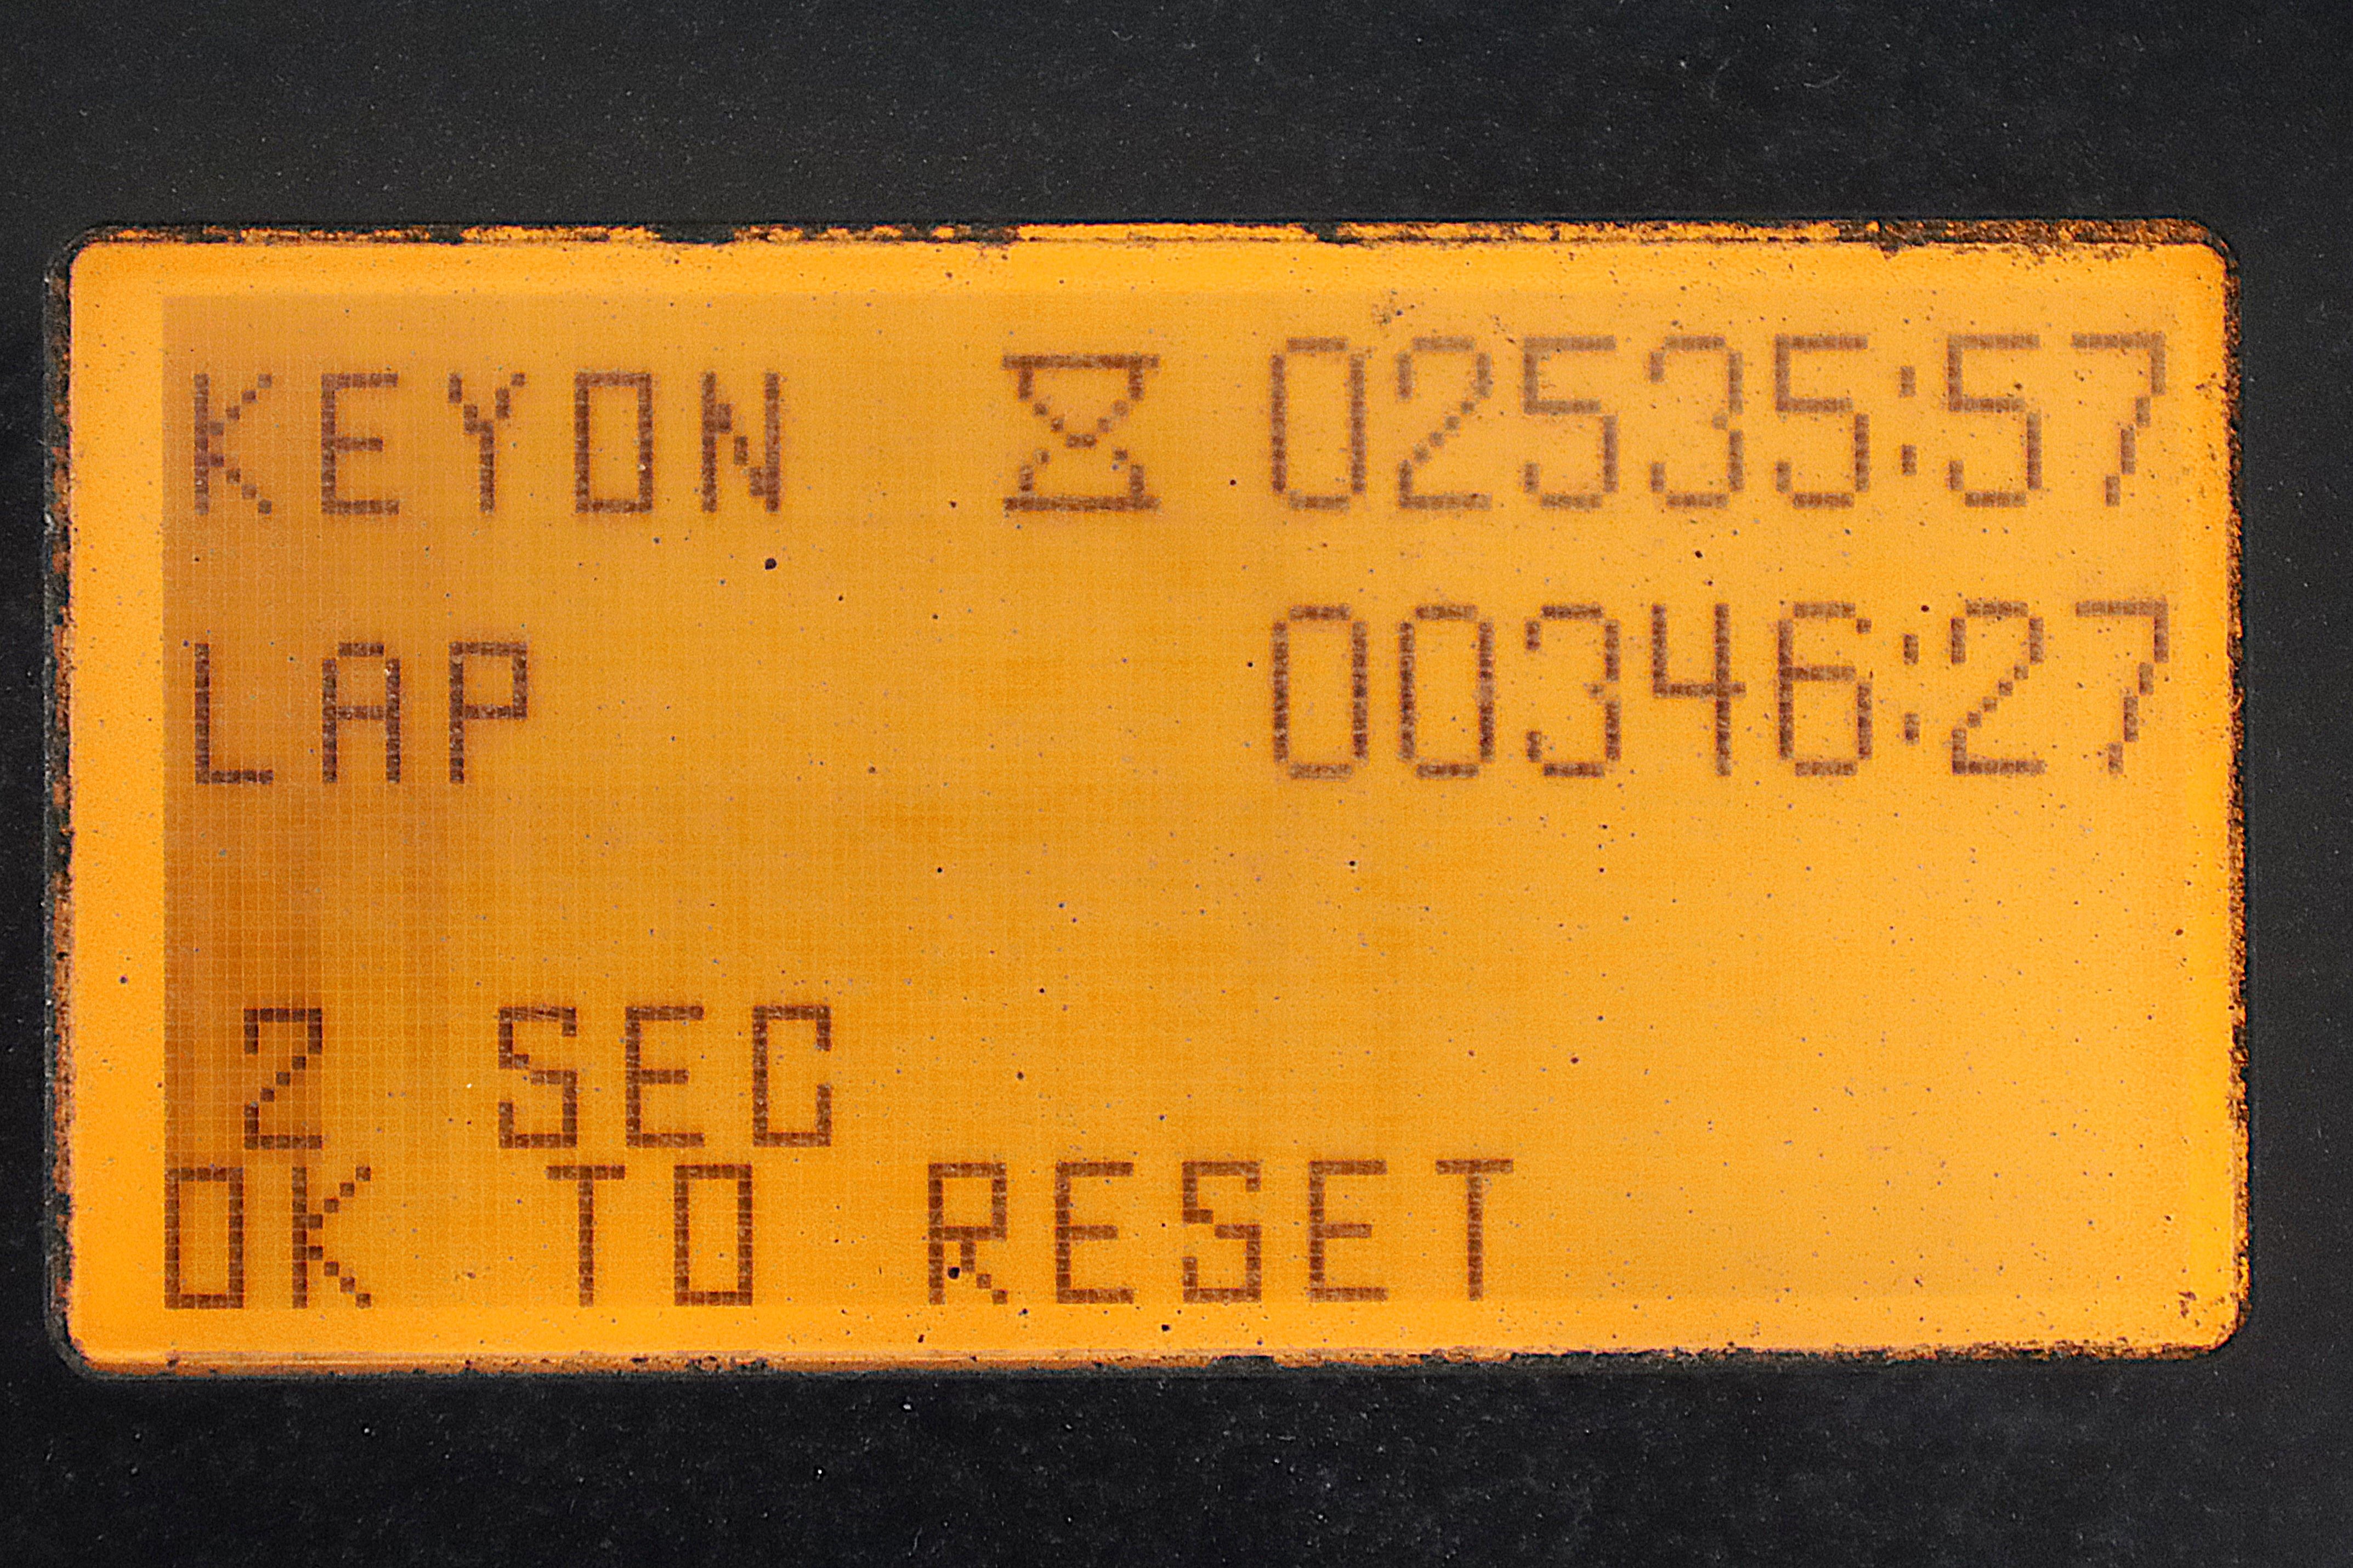 KEYON 02535:57
LAP 00346:27
2 SEC
OK TO RESET